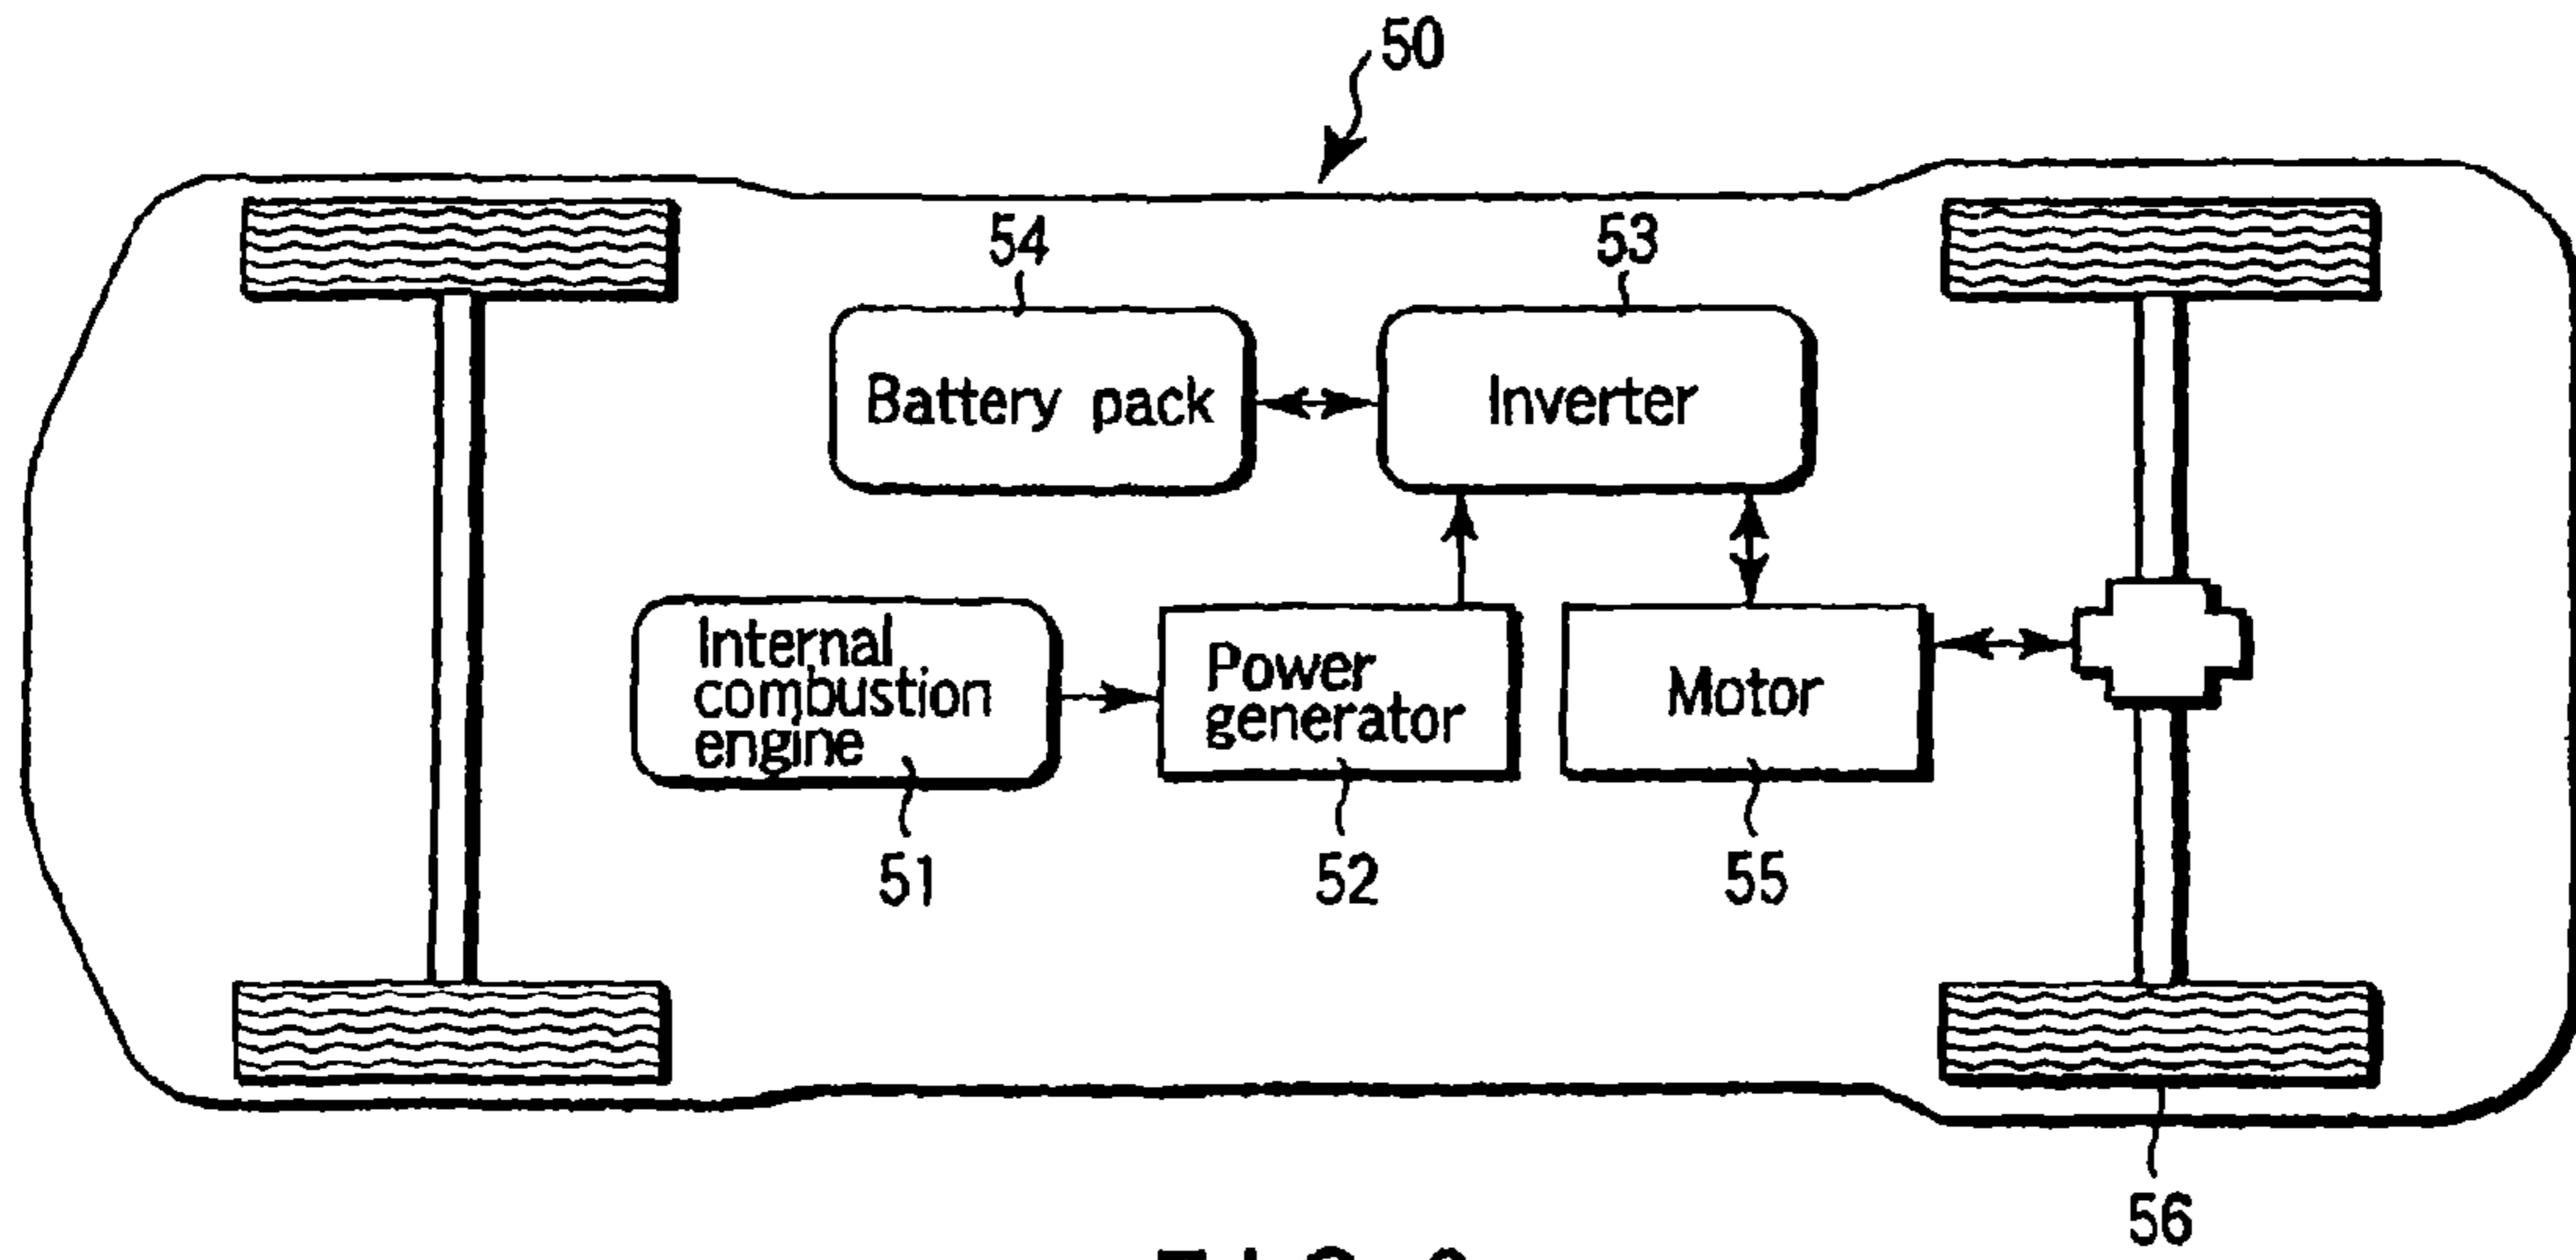 50
54
53
Battery pack
Inverter
Internal
combustion
engine
Power
generator
Motor
51
52
55
56